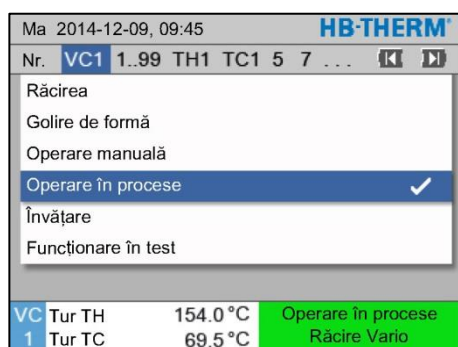 Ma 2014-12-09, 09:45 HB-THERM®
Nr. VC1 1..99 TH1 TC1 5 7 ...
Răcirea
Golire de formă
Operare manuală
Operare în procese
Învățare
Funcționare în test
VC Tur TH 154.0 °C Operare în procese
1 Tur TC 69.5 °C Răcire Vario